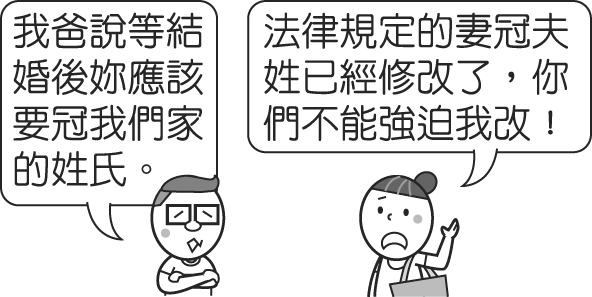 我爸說等結
婚後妳應該
要冠我們家
的姓氏。
法律規定的妻冠夫
姓已經修改了，你
們不能強迫我改！